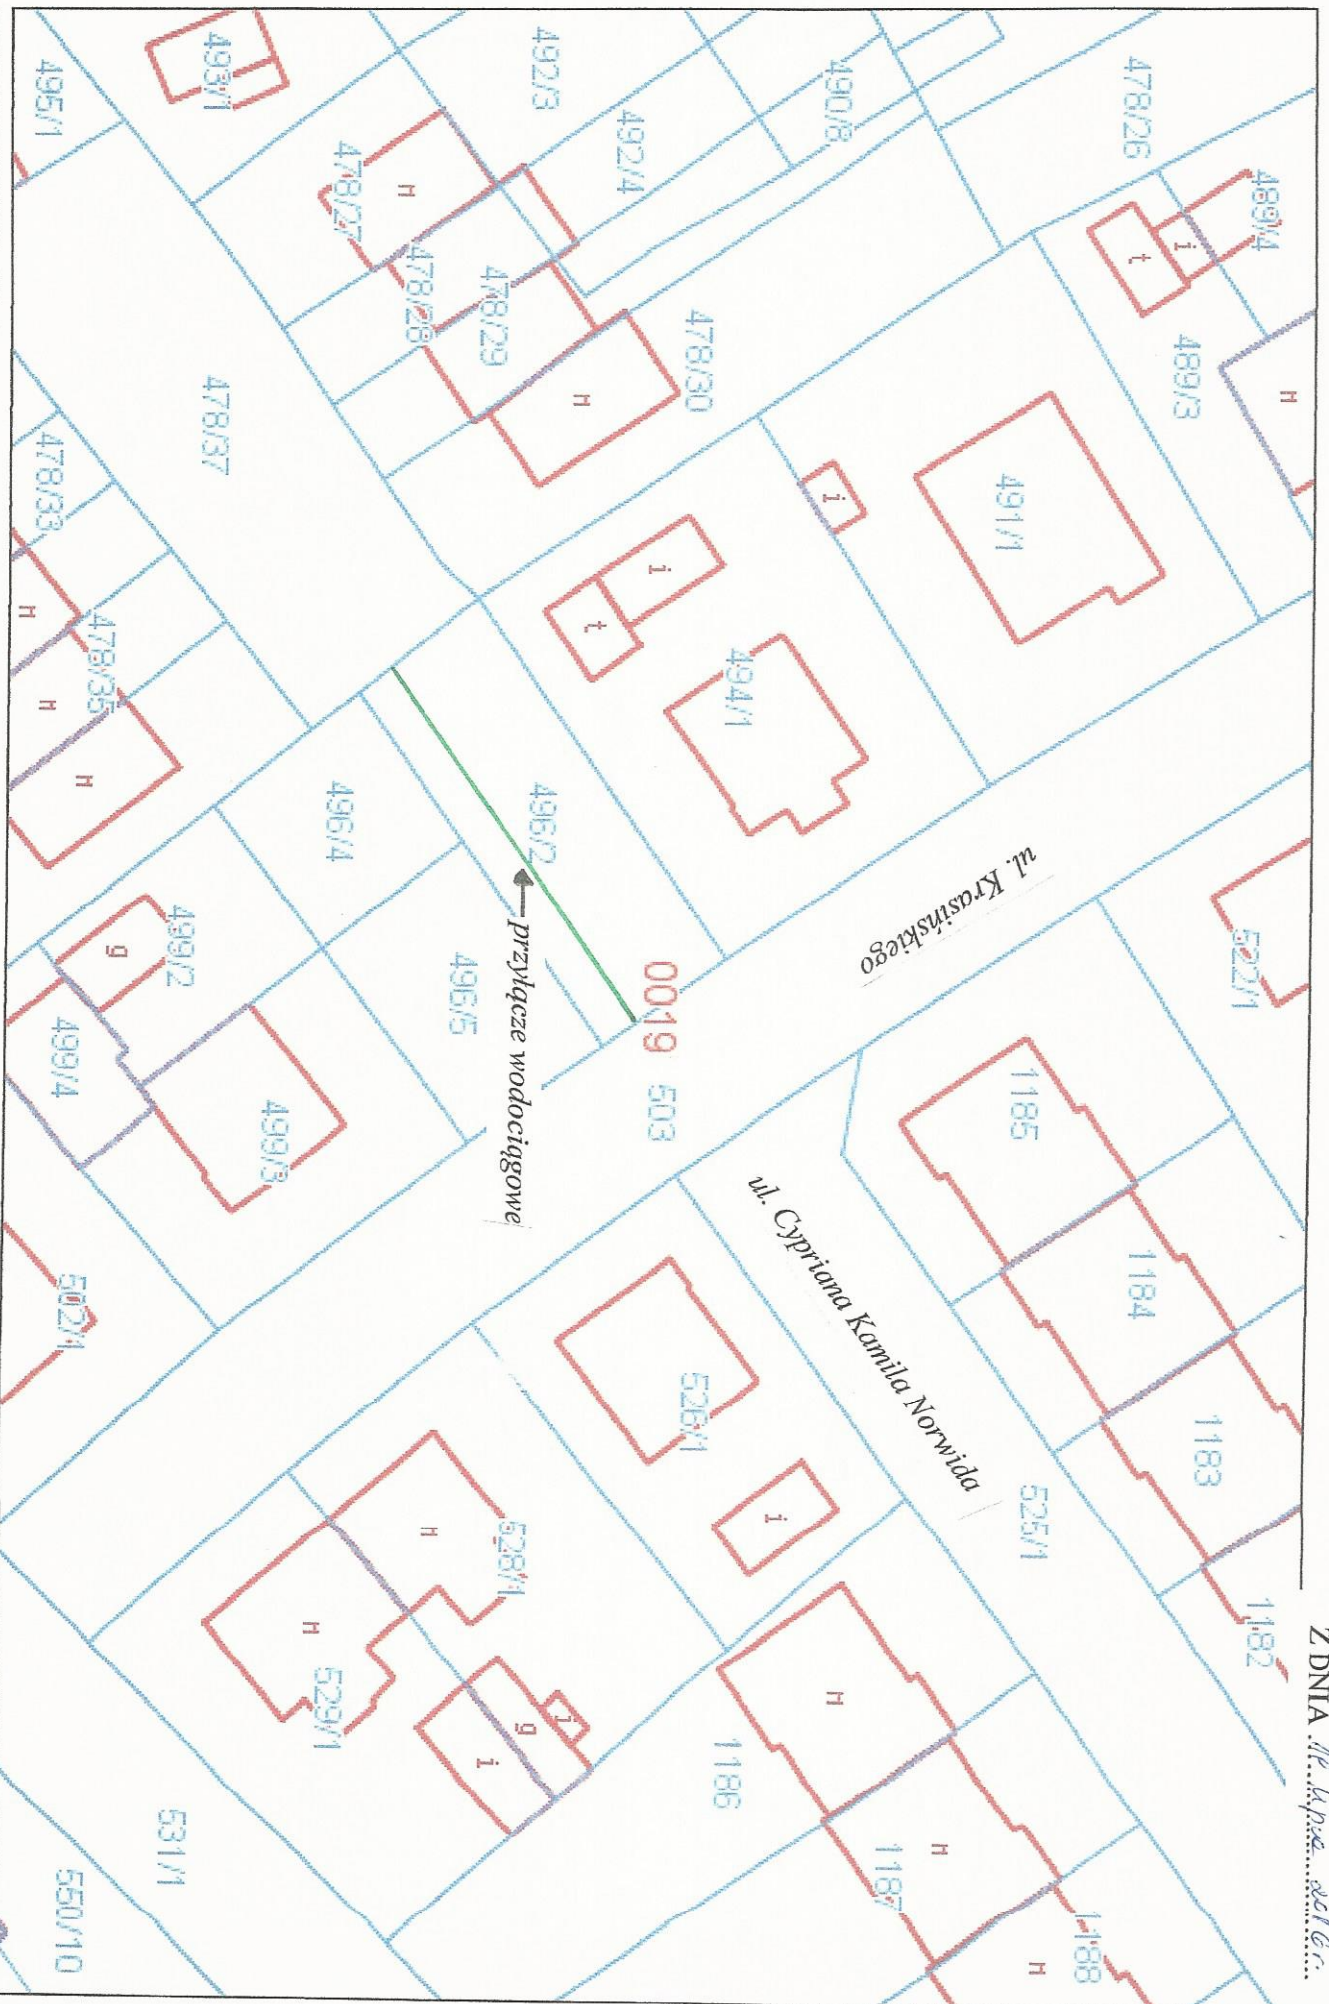 Z DNIA
495/1
493/1
492/3
492/4
490/8
478/26
489/4
478/27
H
478/28
478/29
478/30
H
i
t
489/3
H
478/37
478/33
491/1
i
i
t
494/1
H
478/35
H
H
496/4
496/2
ul. Krasińskiego
522/1
499/2
g
496/5
przyłącze wodociągowe
0019
503
499/4
499/3
1185
ul. Cypriana Kamila Norwida
1184
502/1
526/1
1183
i
525/1
528/1
H
H
529/1
1182
i
g
i
H
1186
H
1187
1188
H
531/1
550/10